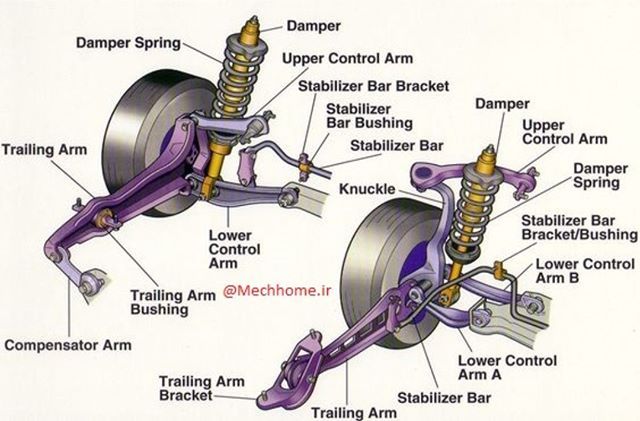 Damper
Damper Spring
Upper Control Arm
Stabilizer Bar Bracket
Stabilizer
Bar Bushing
Stabilizer Bar
Trailing Arm
Lower
Control
Arm
Trailing Arm
Bushing
Compensator Arm
@Mechhome.ir
Damper
Upper
Control Arm
Damper
Spring
Knuckle
Stabilizer Bar
Bracket/Bushing
Lower Control
Arm B
Lower Control
Arm A
Stabilizer Bar
Trailing Arm
Bracket
Trailing Arm